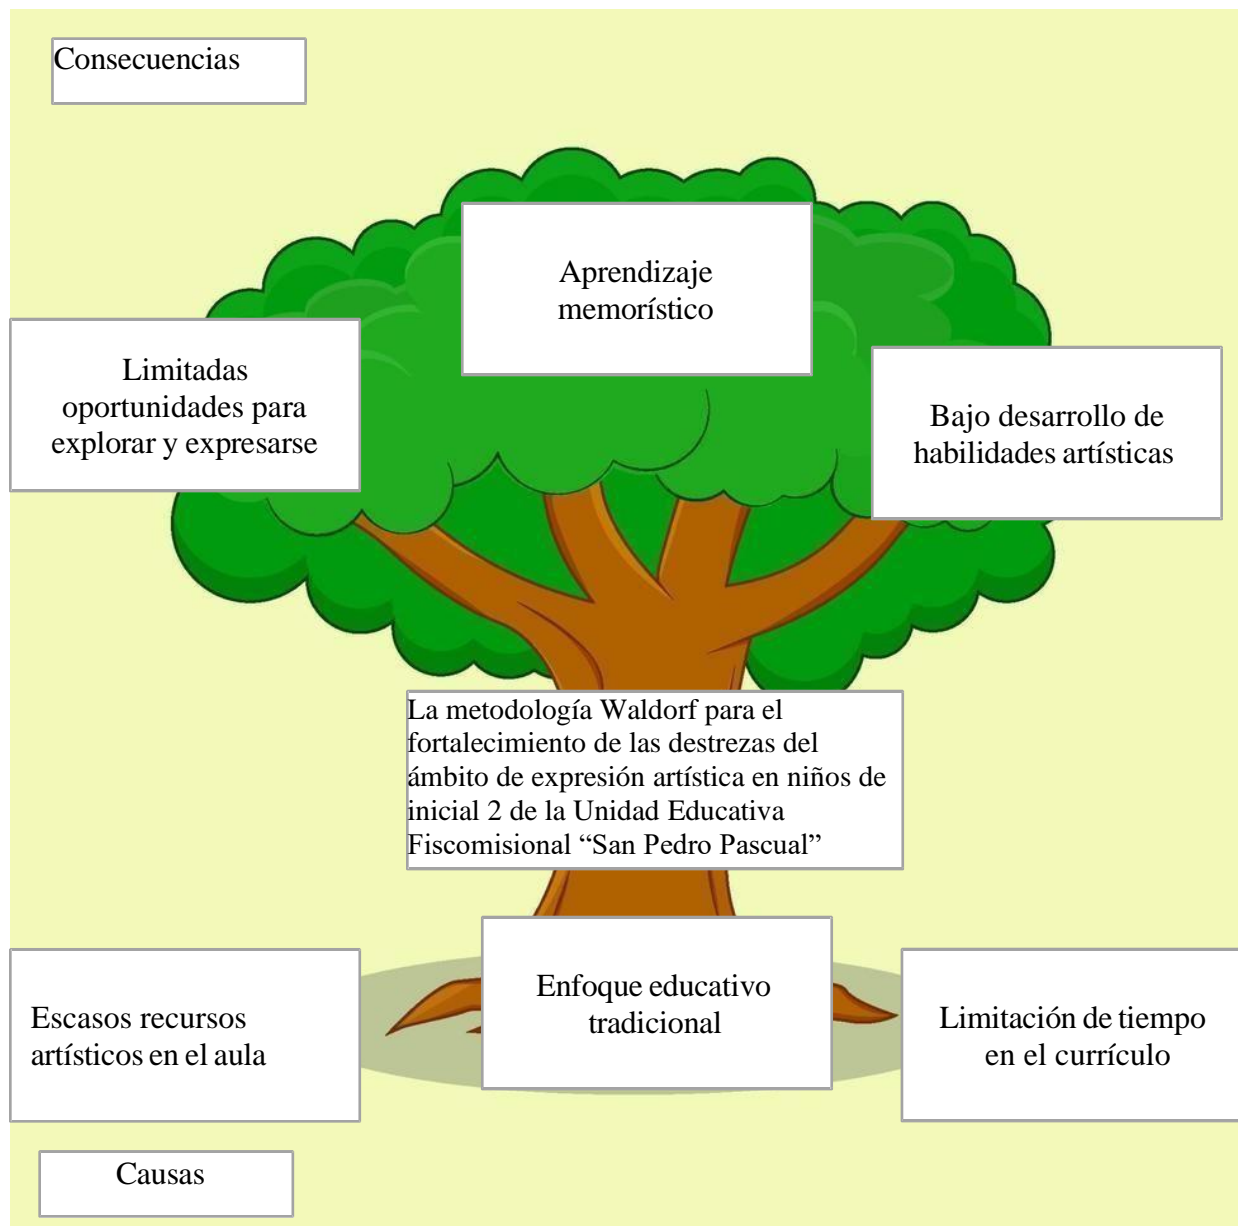 Consecuencias
Aprendizaje
memorístico
Limitadas
oportunidades para
explorar y expresarse
Bajo desarrollo de
habilidades artísticas
La metodología Waldorf para el
fortalecimiento de las destrezas del
ámbito de expresión artística en niños de
inicial 2 de la Unidad Educativa
Fiscomisional “San Pedro Pascual”
Escasos recursos
artísticos en el aula
Enfoque educativo
tradicional
Limitación de tiempo
en el currículo
Causas